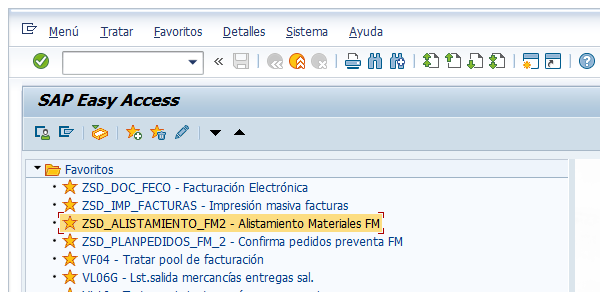 Menú Tratar Favoritos Detalles Sistema Ayuda
SAP Easy Access
Favoritos
ZSD_DOC_FECO - Facturación Electrónica
ZSD_IMP_FACTURAS - Impresión masiva facturas
ZSD_ALISTAMIENTO_FM2 - Alistamiento Materiales FM
ZSD_PLANPEDIDOS_FM_2 - Confirma pedidos preventa FM
VF04 - Tratar pool de facturación
VL06G - Lst.salida mercancías entregas sal.